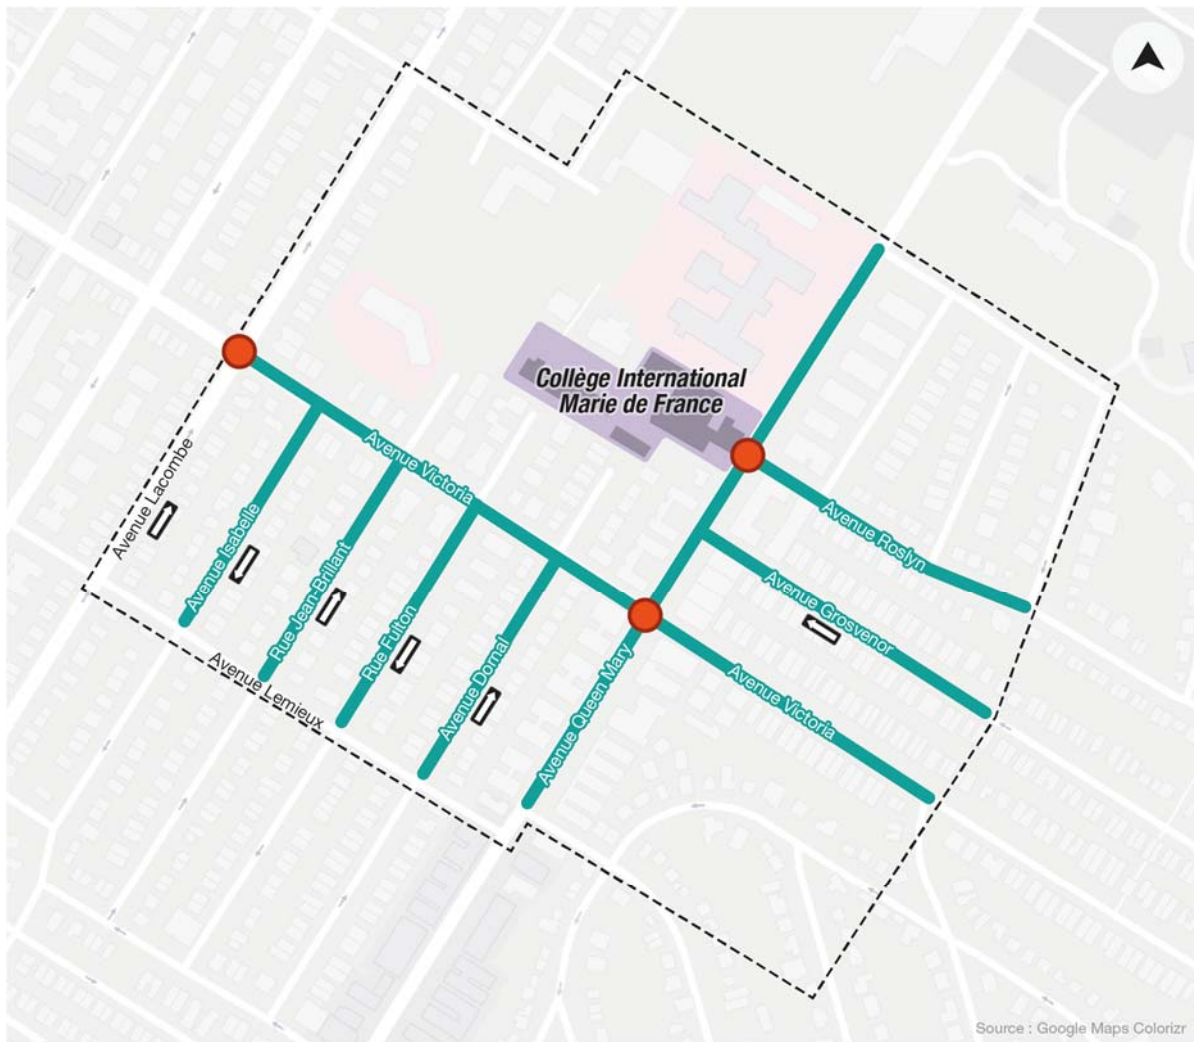 Collège International
Marie de France
Avenue Victoria
Avenue Lacombe
Avenue Isabelle
Rue Jean-Brillant
Rue Fulton
Avenue Dornal
Avenue Lemieux
Avenue Queen Mary
Avenue Roslyn
Avenue Grosvenor
Avenue Victoria
Source : Google Maps Colorizr